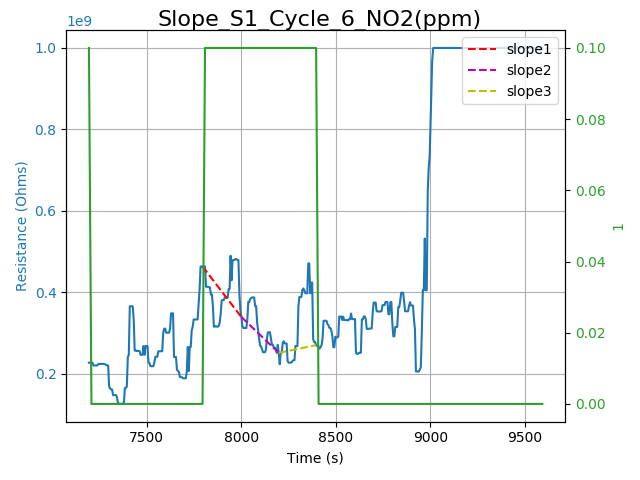 Slope_S1_Cycle_6_NO2(ppm)
1e9
slope1
slope2
slope3
1.0
0.8
0.6
0.4
0.2
Resistance (Ohms)
0.10
0.08
0.06
0.04
0.02
0.00
1
7500
8000
8500
9000
9500
Time (s)